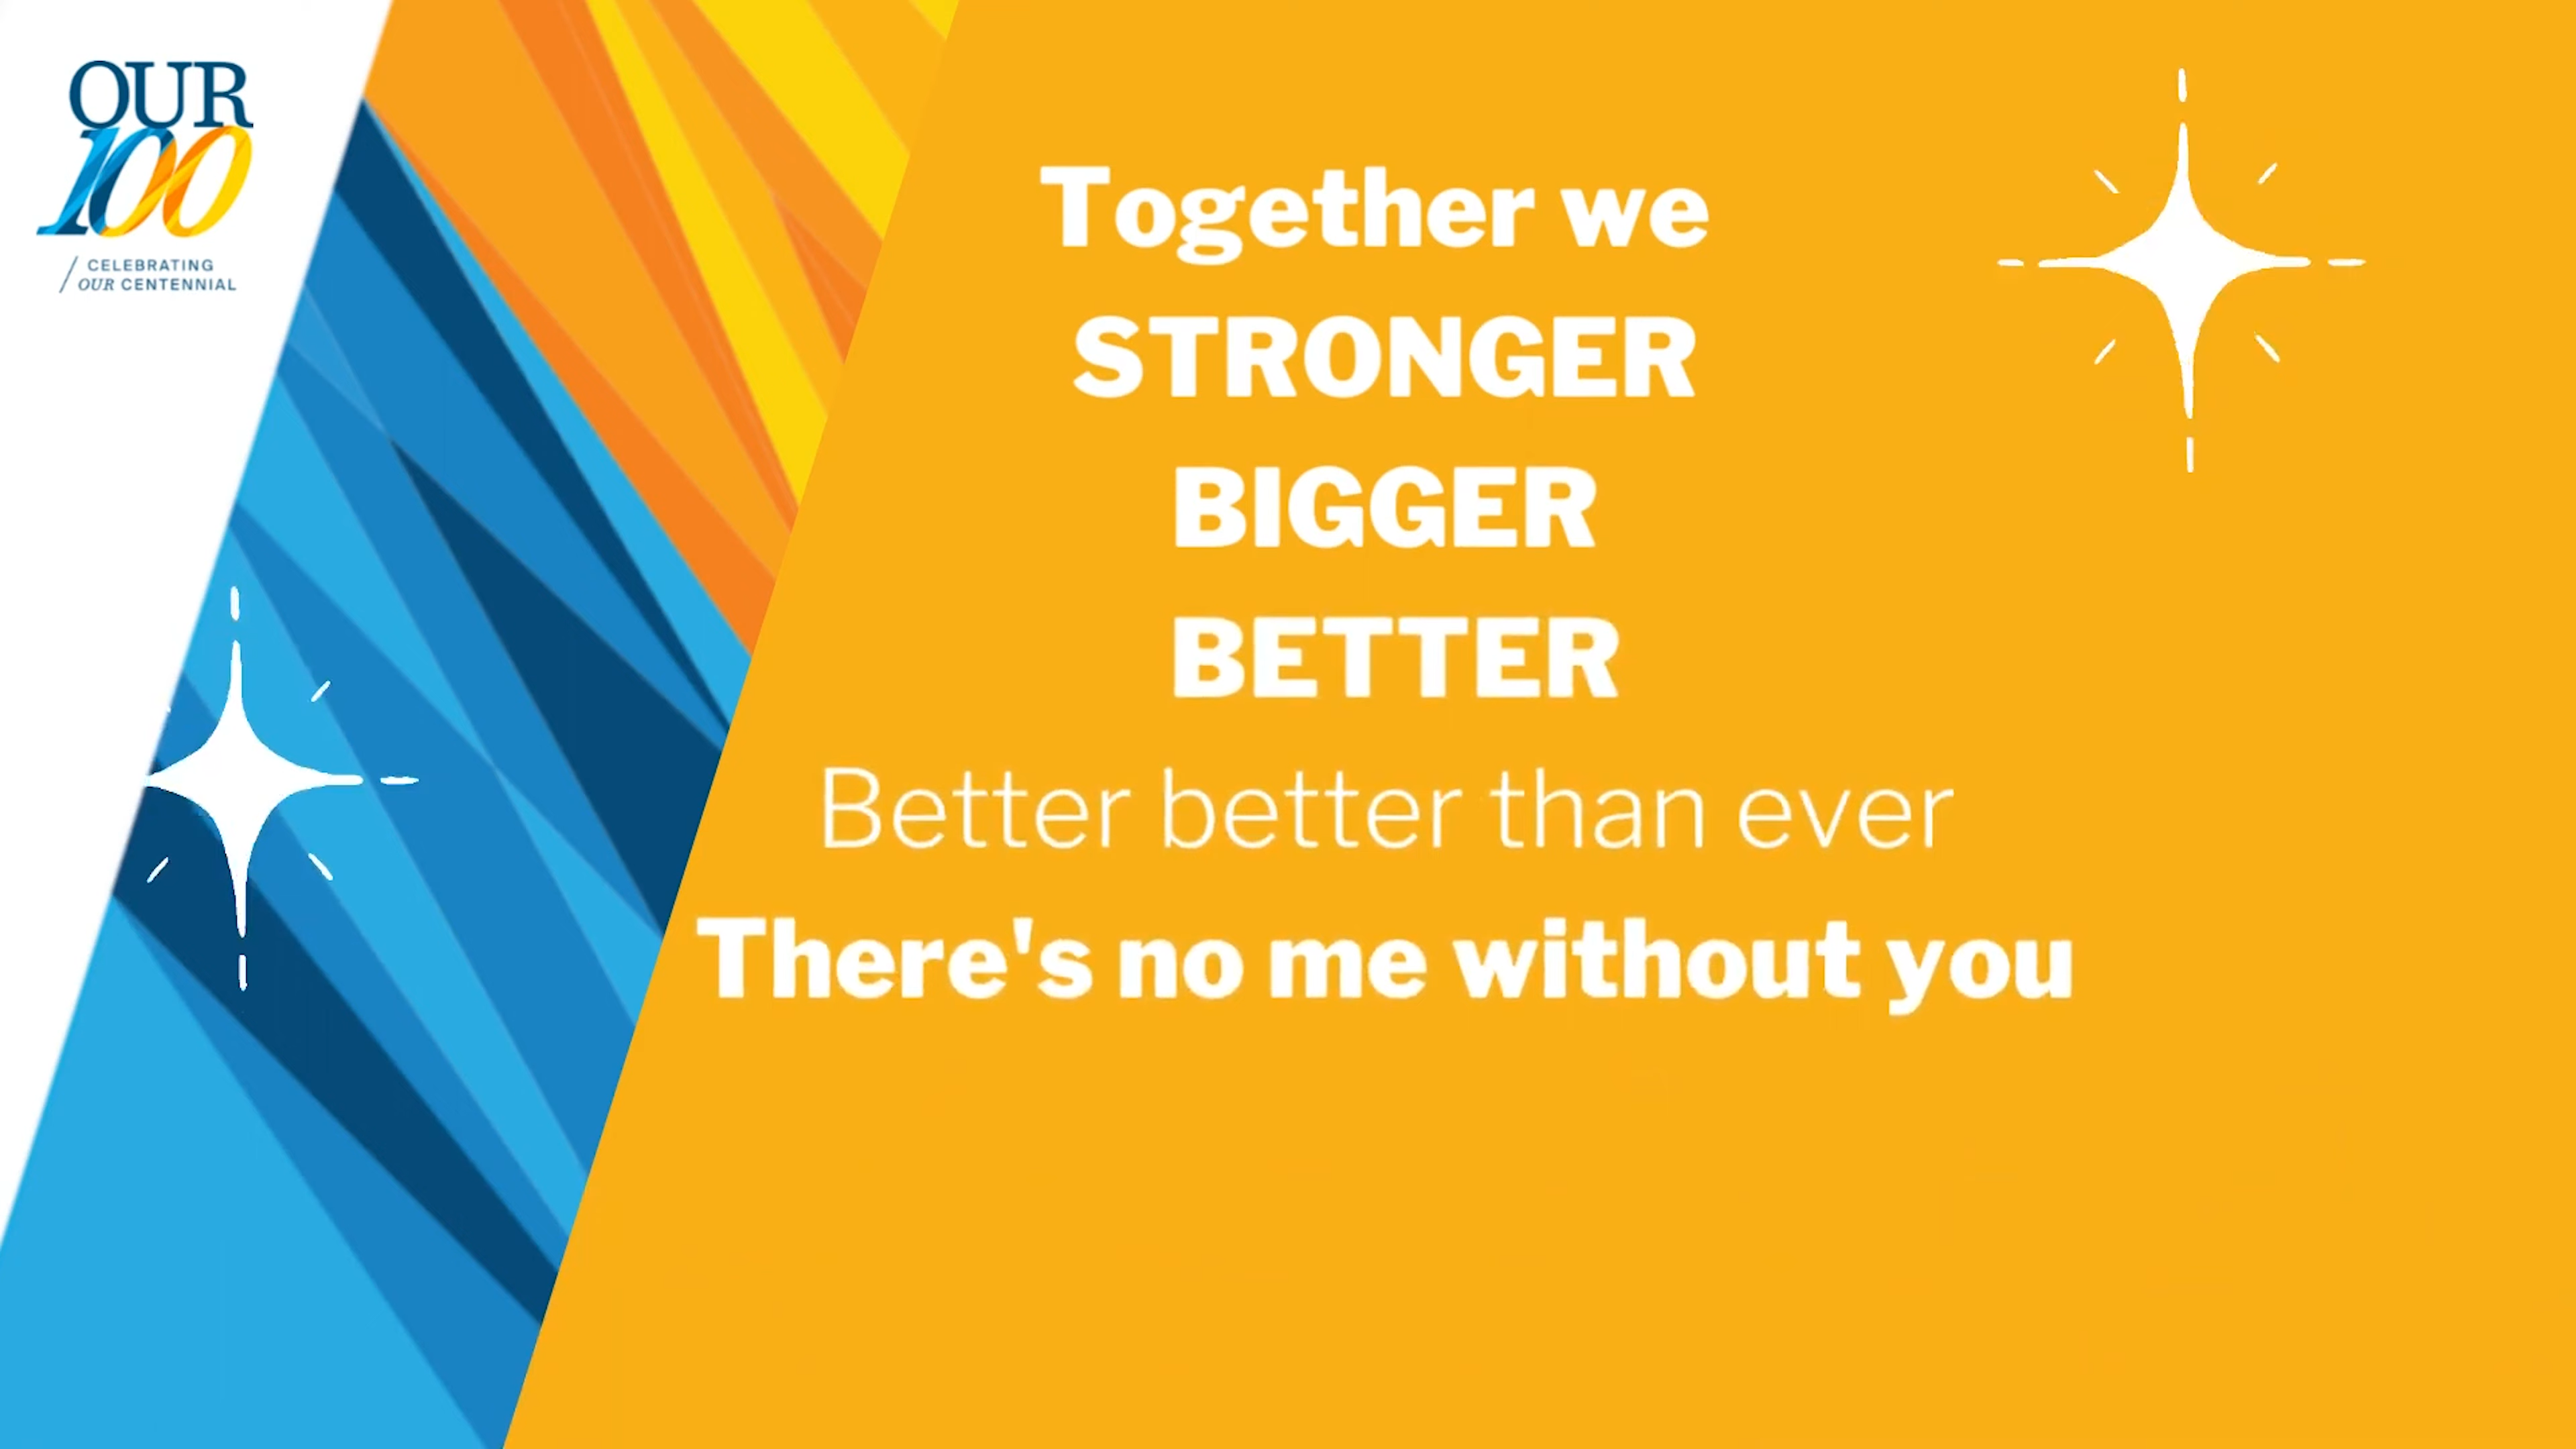 OUR
100
CELEBRATING
OUR CENTENNIAL
Together we
STRONGER
BIGGER
BETTER
Better better than ever
There's no me without you